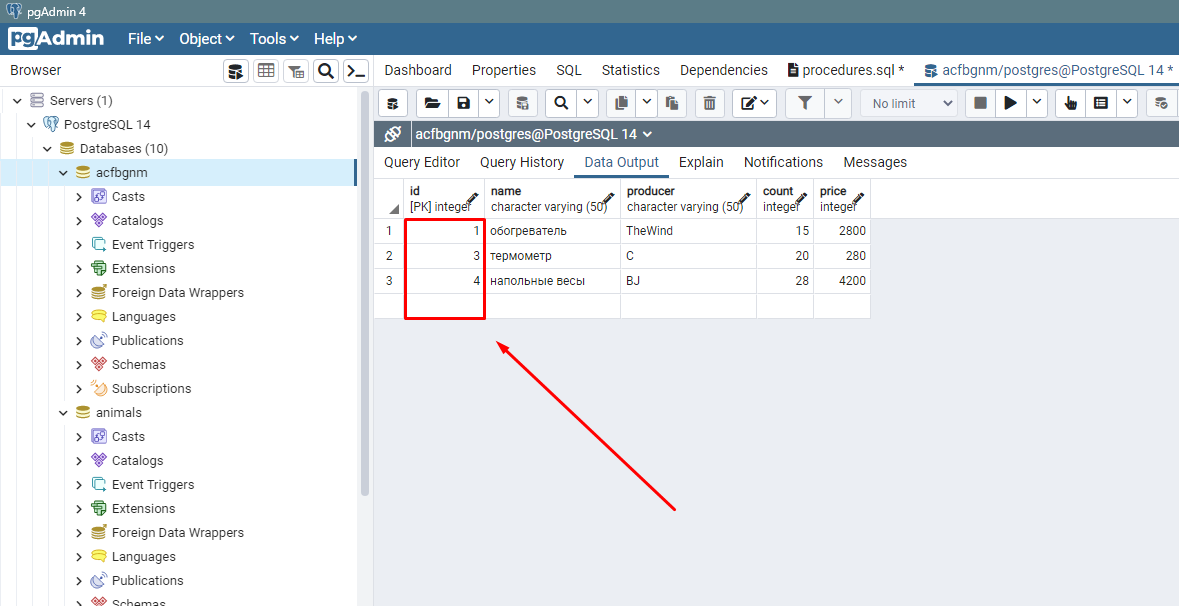 pgAdmin 4
pgAdmin File Object Tools Help
Browser
Dashboard Properties SQL Statistics Dependencies procedures.sql * acfbgnm/postgres@PostgreSQL 14 *
No limit
acfbgnm/postgres@PostgreSQL 14
Query Editor Query History Data Output Explain Notifications Messages
id name producer count price
[PK] integer character varying (50) character varying (50) integer integer
1 1 обогреватель TheWind 15 2800
2 3 термометр C 20 280
3 4 напольные весы BJ 28 4200
Servers (1)
PostgreSQL 14
Databases (10)
acfbgnm
Casts
Catalogs
Event Triggers
Extensions
Foreign Data Wrappers
Languages
Publications
Schemas
Subscriptions
animals
Casts
Catalogs
Event Triggers
Extensions
Foreign Data Wrappers
Languages
Publications
Schemas